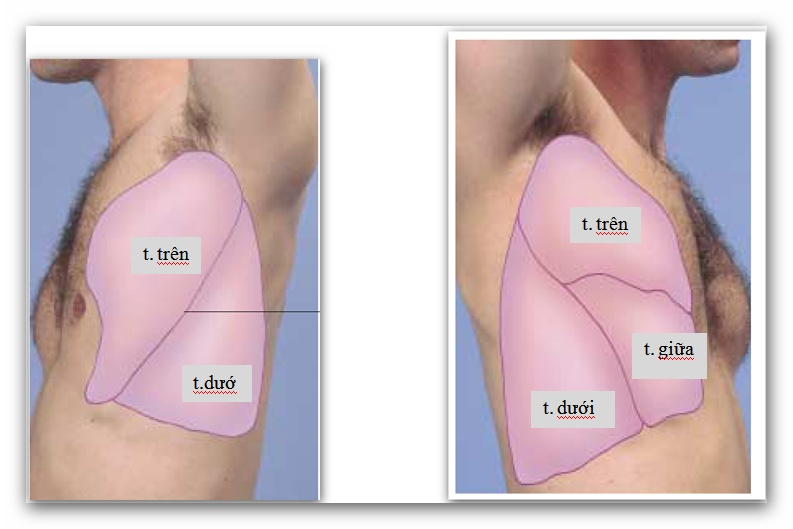 t. trên
t.dướ
t. trên
t. giữa
t. dưới